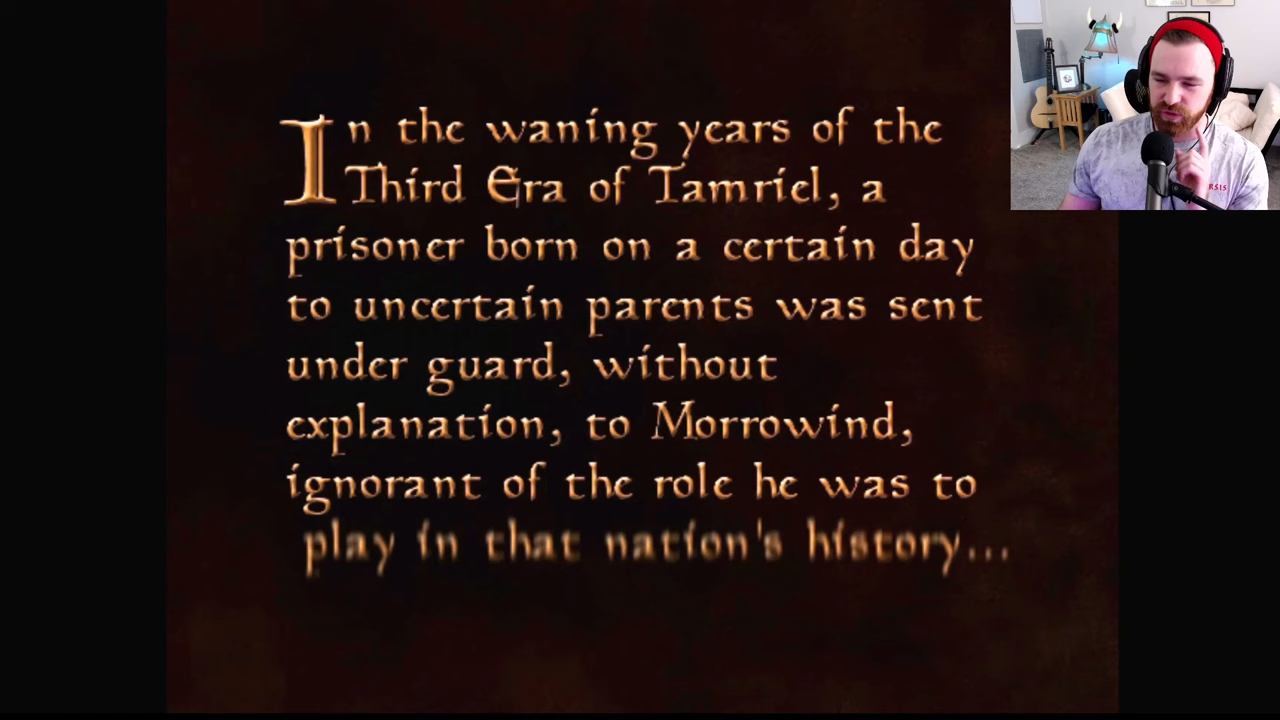 In the waning years of the
Third Era of Tamriel, a
prisoner born on a certain day
to uncertain parents was sent
under guard, without
explanation, to Morrowind,
ignorant of the role he was to
play in that nation's history...
RS15